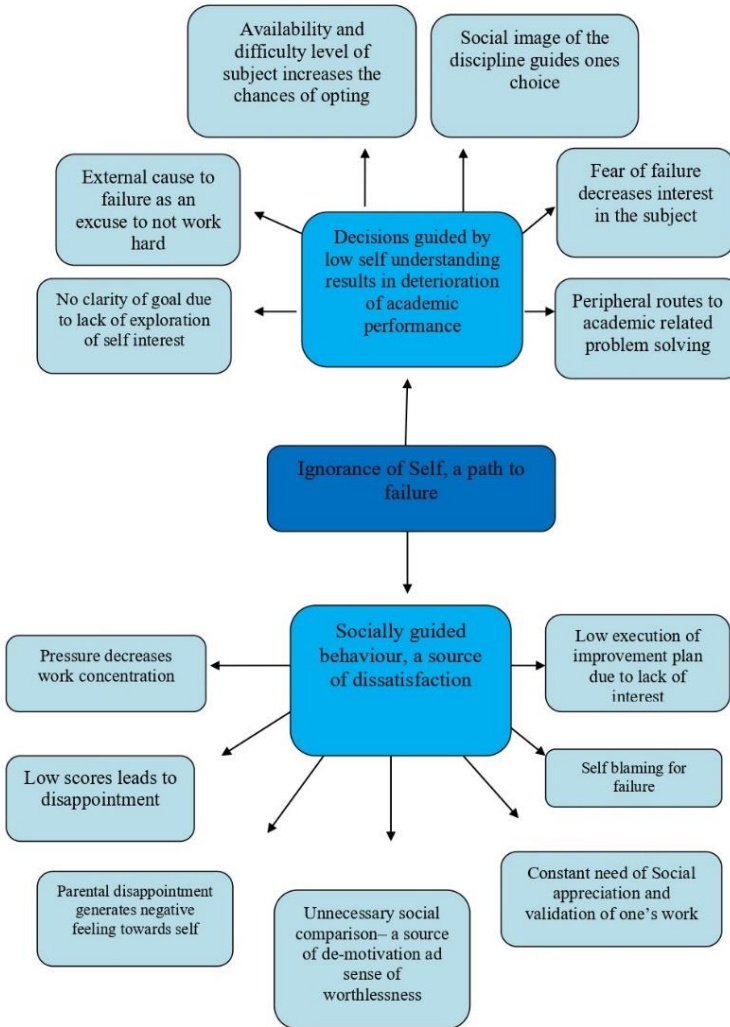 Availability and
difficulty level of
subject increases the
chances of opting
Social image of the
discipline guides ones
choice
External cause to
failure as an
excuse to not work
hard
Fear of failure
decreases interest
in the subject
Decisions guided by
low self understanding
results in deterioration
of academic
performance
No clarity of goal due
to lack of exploration
of self interest
Peripheral routes to
academic related
problem solving
Ignorance of Self, a path to
failure
Socially guided
behaviour, a source
of dissatisfaction
Pressure decreases
work concentration
Low execution of
improvement plan
due to lack of
interest
Low scores leads to
disappointment
Self blaming for
failure
Parental disappointment
generates negative
feeling towards self
Unnecessary social
comparison– a source
of de-motivation ad
sense of
worthlessness
Constant need of Social
appreciation and
validation of one’s work